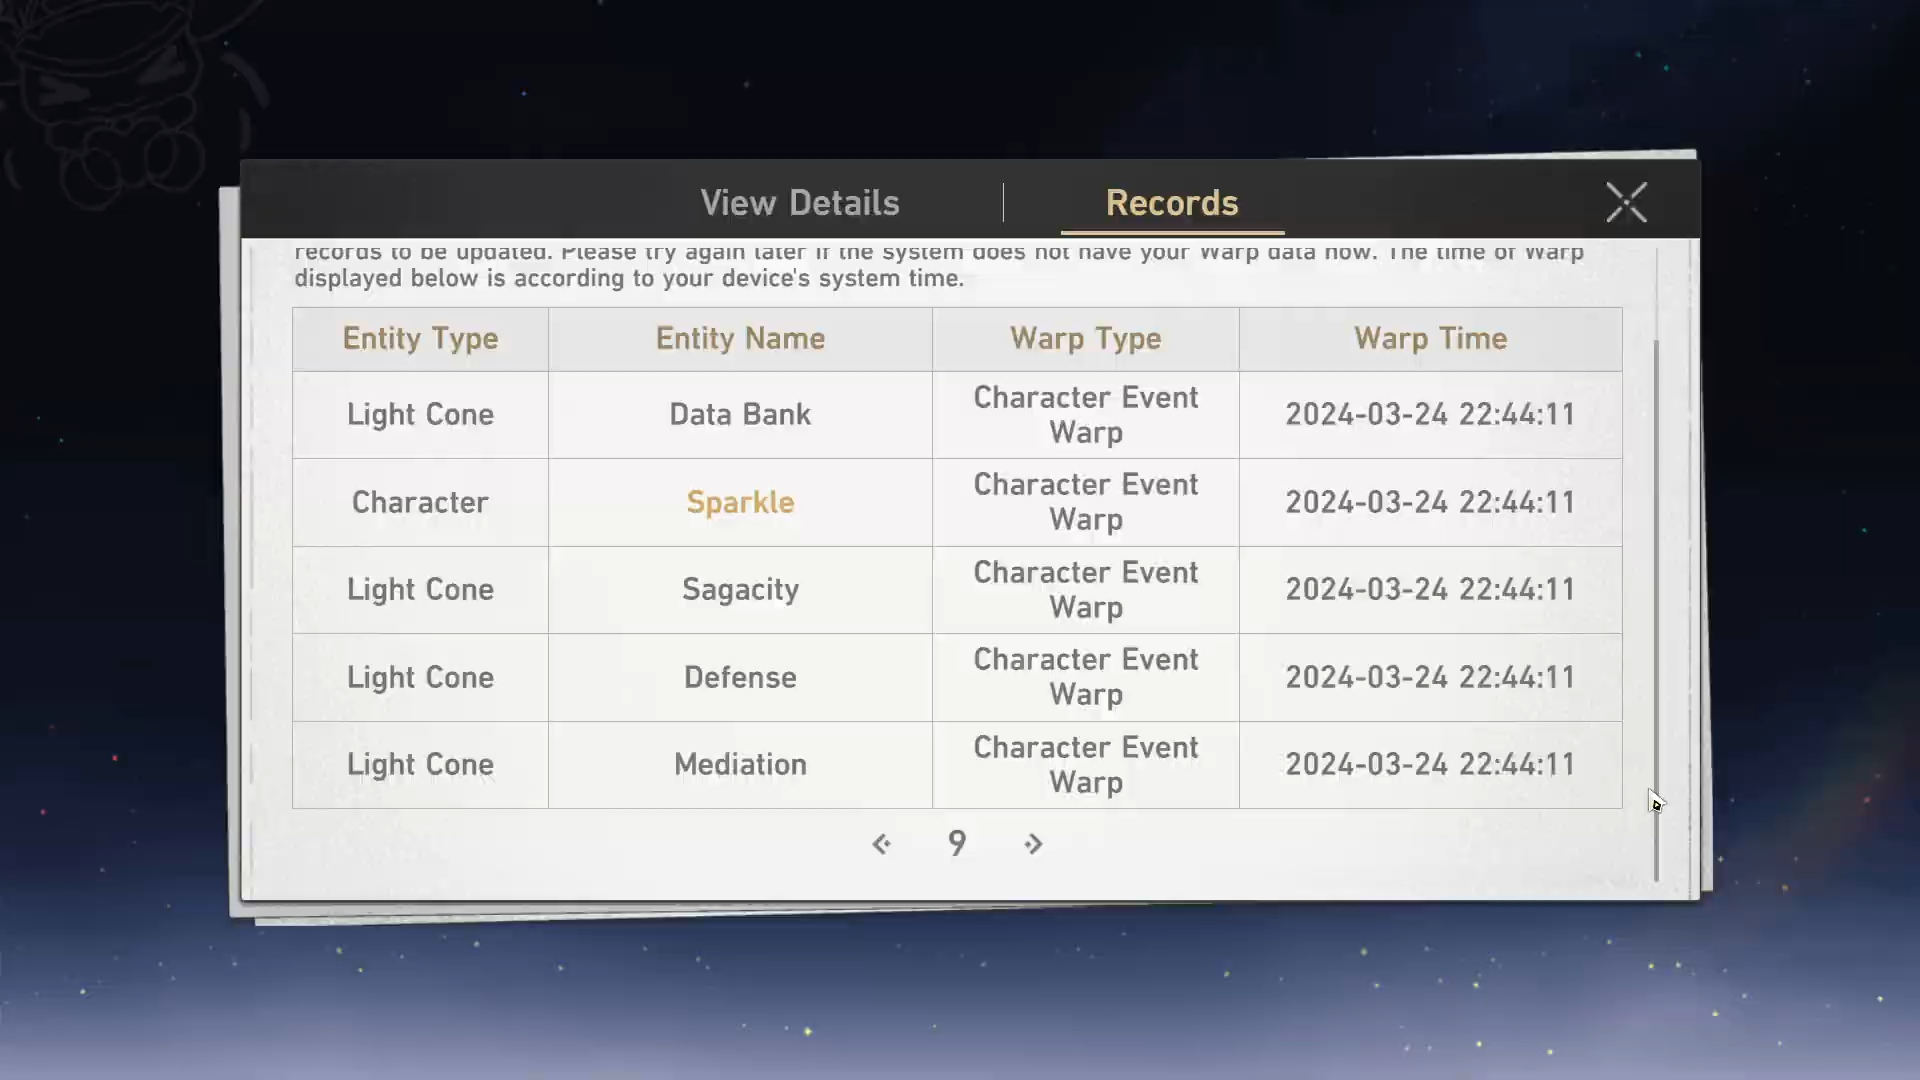 View Details
Records
records to be updated. Please try again later if the system does not have your Warp data now. The time of Warp
displayed below is according to your device's system time.
Entity Type Entity Name Warp Type Warp Time
Light Cone Data Bank Character Event Warp 2024-03-24 22:44:11
Character Sparkle Character Event Warp 2024-03-24 22:44:11
Light Cone Sagacity Character Event Warp 2024-03-24 22:44:11
Light Cone Defense Character Event Warp 2024-03-24 22:44:11
Light Cone Mediation Character Event Warp 2024-03-24 22:44:11
9